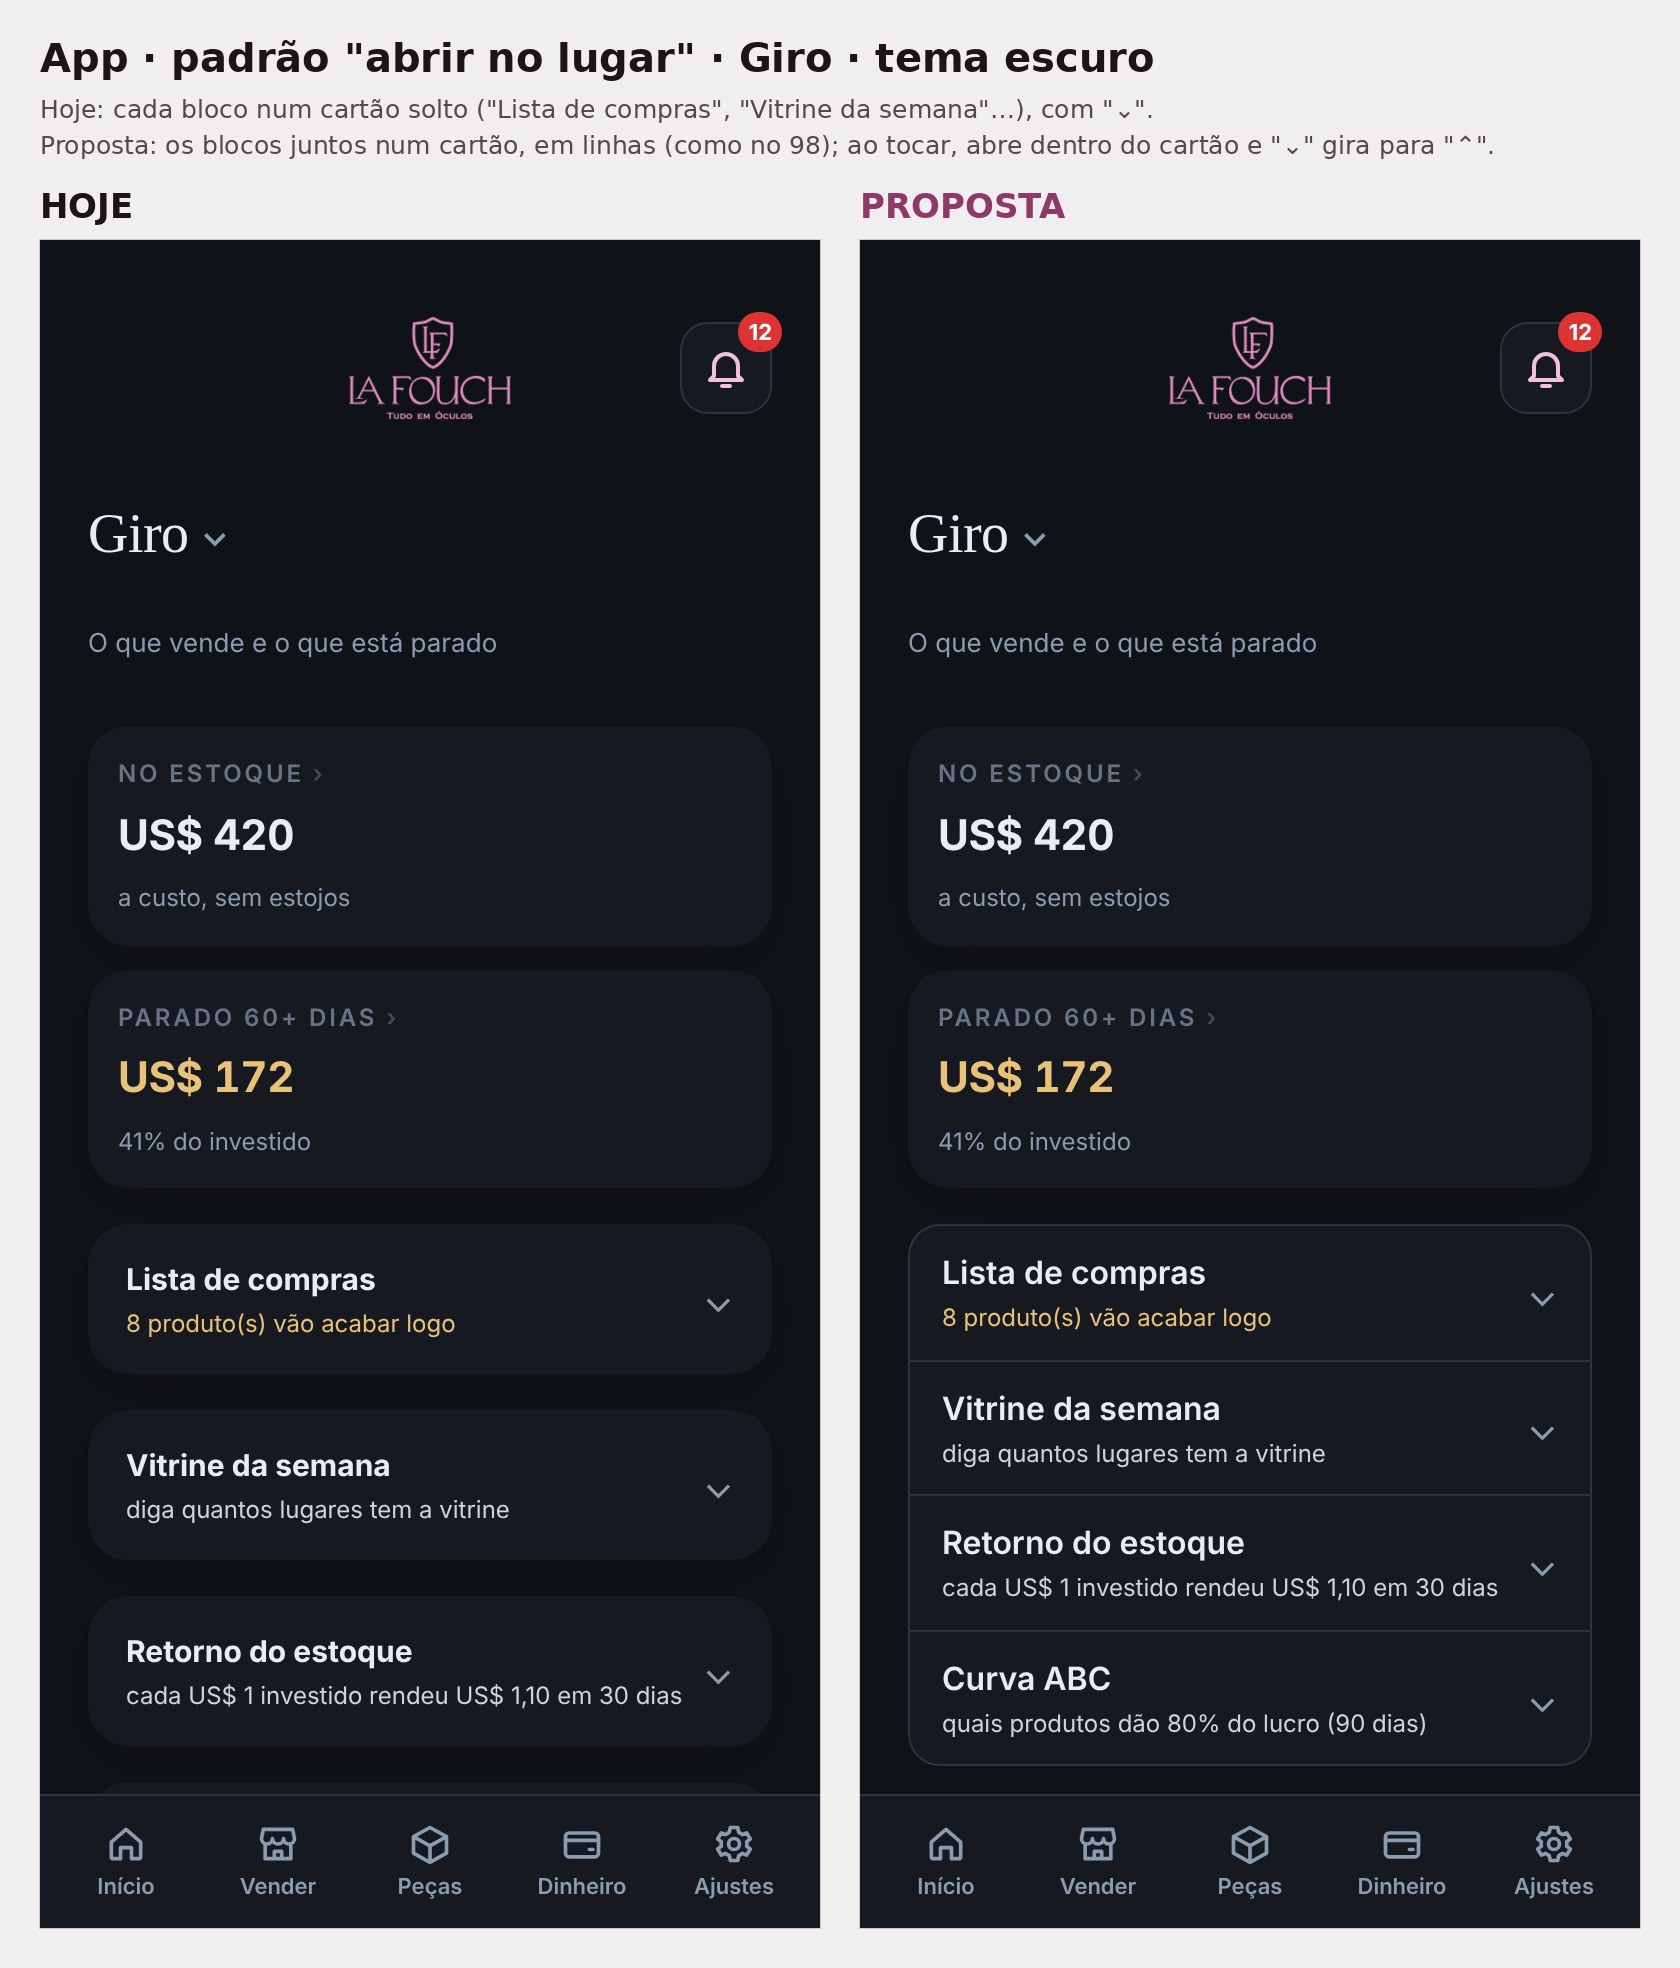 App · padrão "abrir no lugar" · Giro · tema escuro
Hoje: cada bloco num cartão solto ("Lista de compras", "Vitrine da semana"...), com "⌄".
Proposta: os blocos juntos num cartão, em linhas (como no 98); ao tocar, abre dentro do cartão e "⌄" gira para "⌃".
HOJE
LF
LA FOUCH
TUDO EM ÓCULOS
12
Giro
O que vende e o que está parado
NO ESTOQUE ›
US$ 420
a custo, sem estojos
PARADO 60+ DIAS ›
US$ 172
41% do investido
Lista de compras
8 produto(s) vão acabar logo
Vitrine da semana
diga quantos lugares tem a vitrine
Retorno do estoque
cada US$ 1 investido rendeu US$ 1,10 em 30 dias
Início Vender Peças Dinheiro Ajustes
PROPOSTA
LF
LA FOUCH
TUDO EM ÓCULOS
12
Giro
O que vende e o que está parado
NO ESTOQUE ›
US$ 420
a custo, sem estojos
PARADO 60+ DIAS ›
US$ 172
41% do investido
Lista de compras
8 produto(s) vão acabar logo
Vitrine da semana
diga quantos lugares tem a vitrine
Retorno do estoque
cada US$ 1 investido rendeu US$ 1,10 em 30 dias
Curva ABC
quais produtos dão 80% do lucro (90 dias)
Início Vender Peças Dinheiro Ajustes